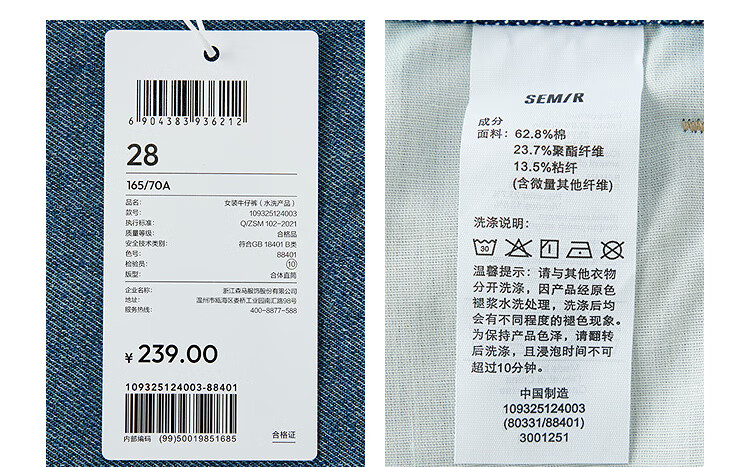 6 904383 936212
28
165/70A
品名: 女装牛仔裤（水洗产品）
款号: 109325124003
执行标准: Q/ZSM 102-2021
质量等级: 合格品
安全技术类别: 符合GB 18401 B类
色号: 88401
检验员: 10
版型: 合体直筒
企业名称: 浙江森马服饰股份有限公司
地址: 温州市瓯海区娄桥工业园南汇路98号
服务热线: 400-8877-588
¥ 239.00
109325124003-88401
内部编码 (99)50019851685
合格证
SEMIR
成分
面料: 62.8%棉
23.7%聚酯纤维
13.5%粘纤
(含微量其他纤维)
洗涤说明:
30
温馨提示: 请与其他衣物
分开洗涤，因产品经原色
褪浆水洗处理，洗涤后均
会有不同程度的褪色现象。
为保持产品色泽，请翻转
后洗涤，且浸泡时间不可
超过10分钟。
中国制造
109325124003
(80331/88401)
3001251